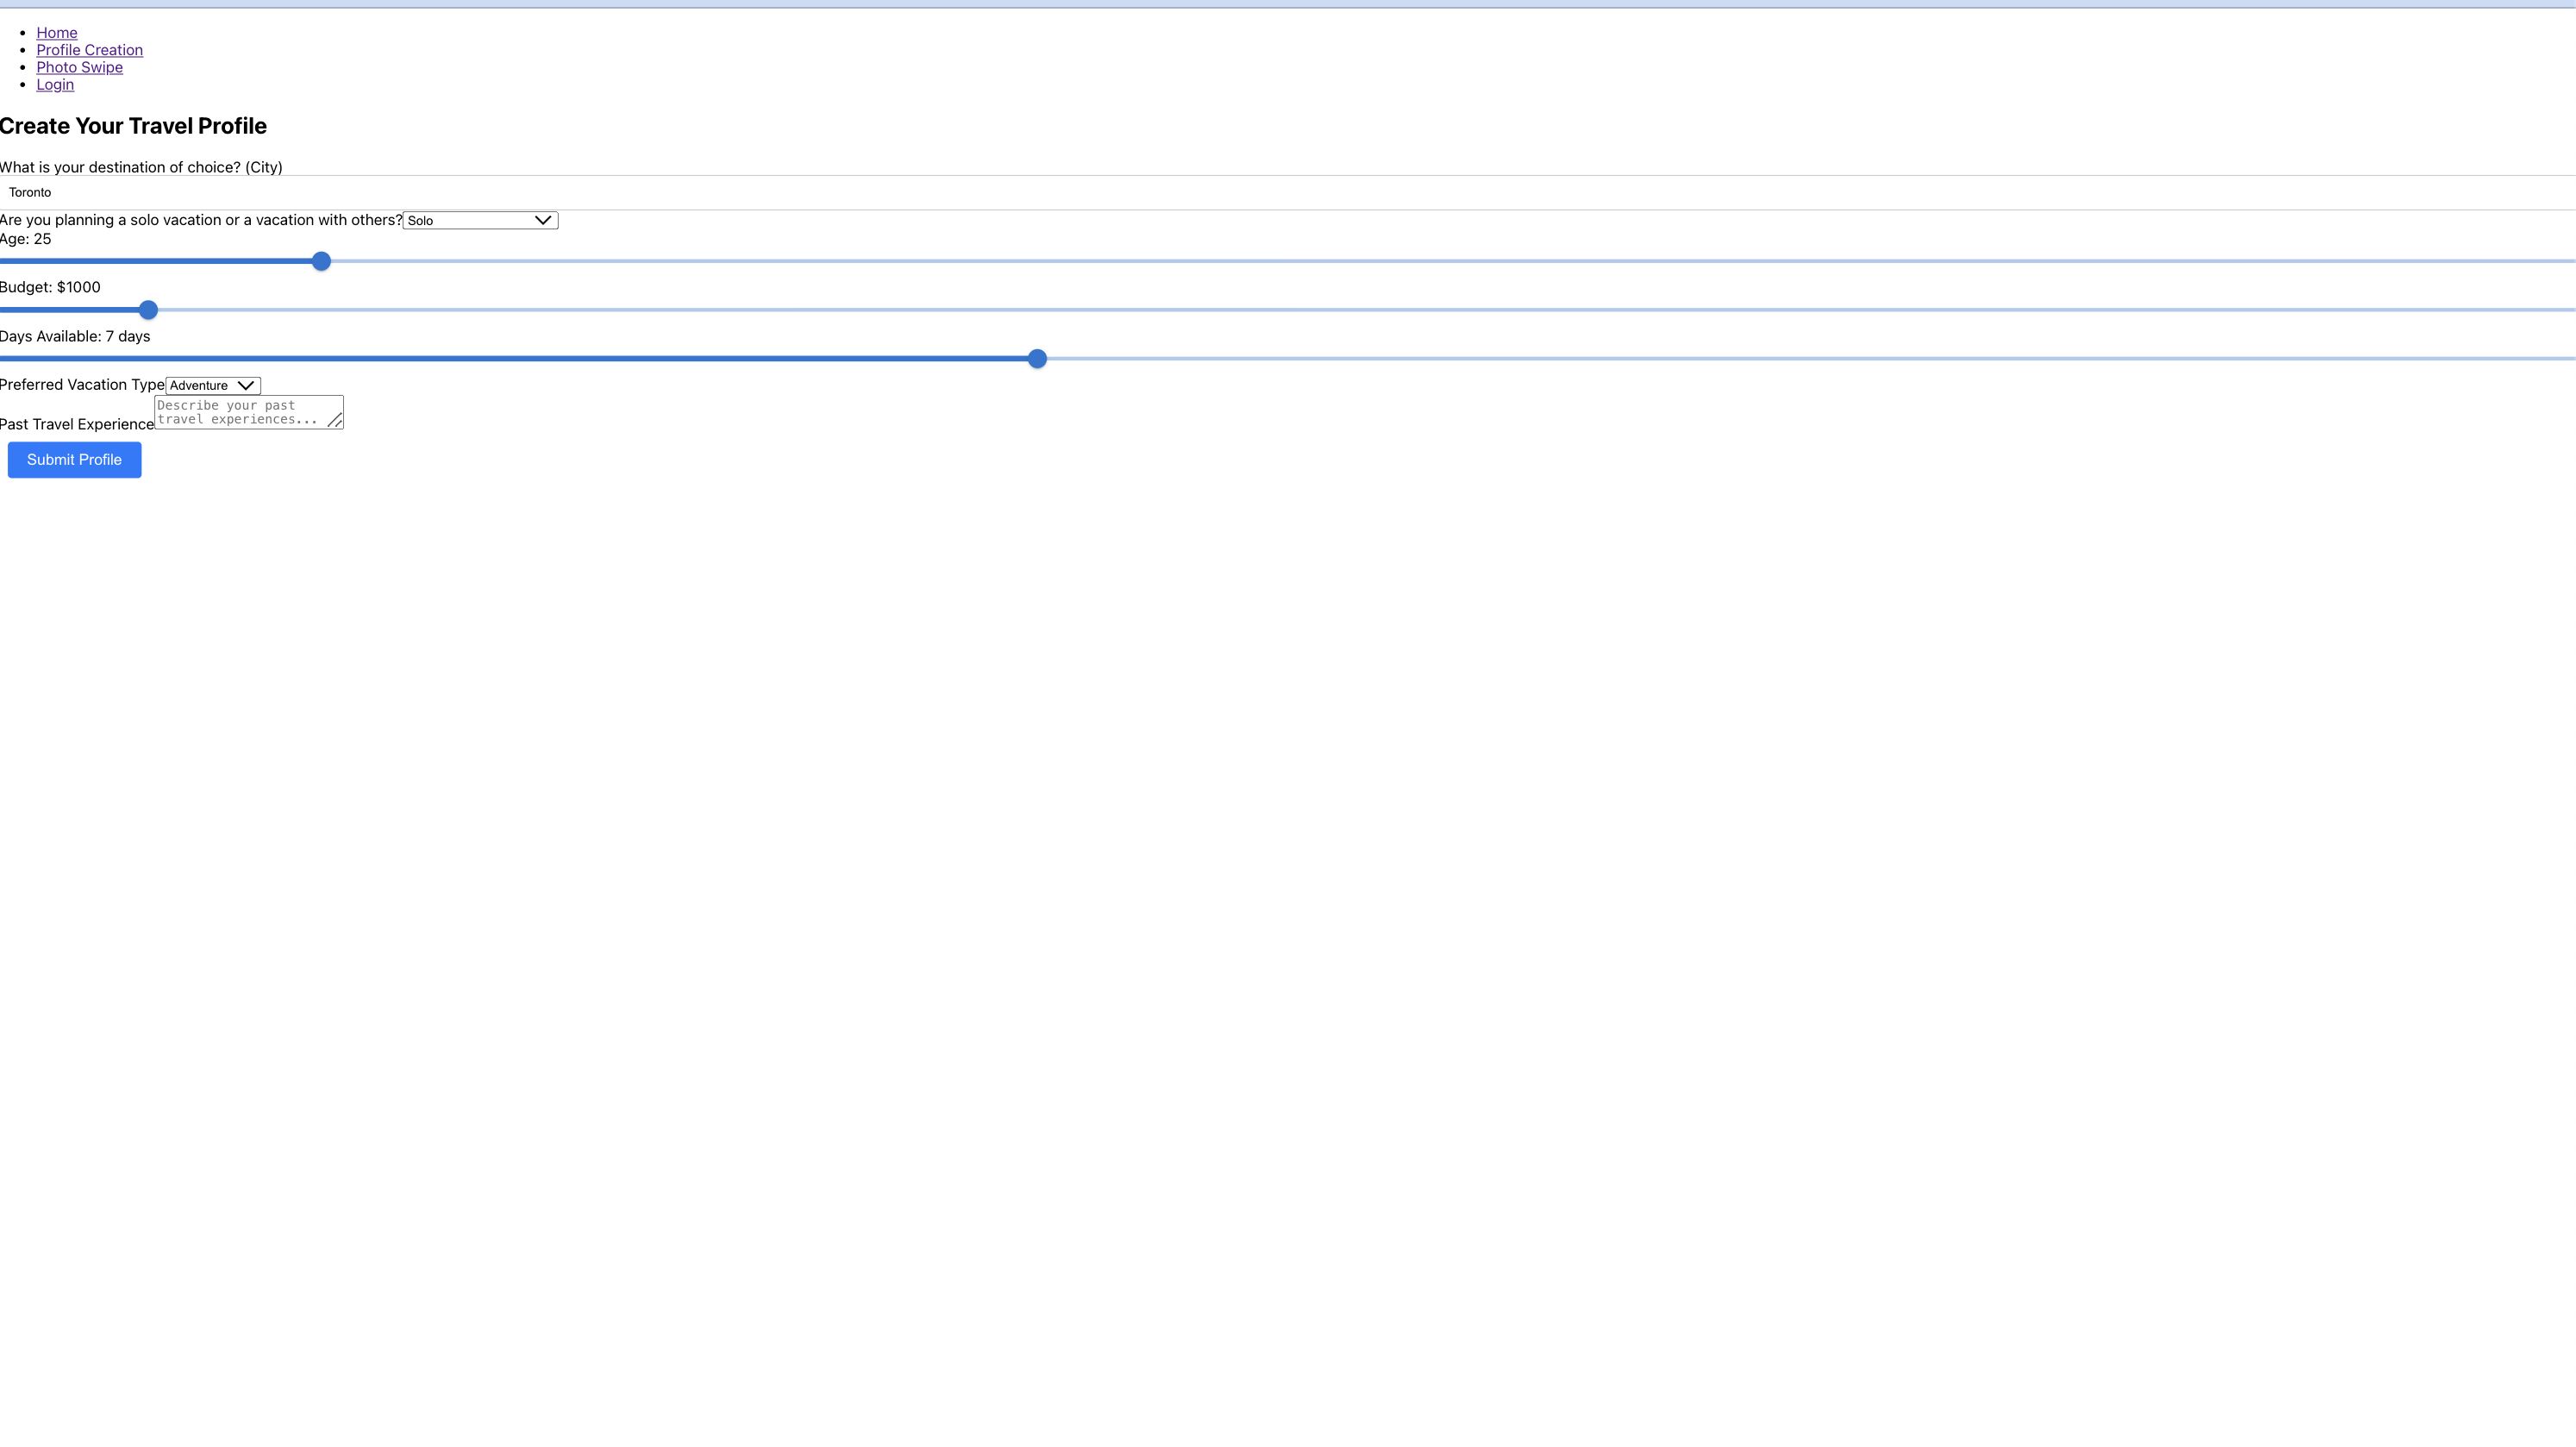 Home
Profile Creation
Photo Swipe
Login
Create Your Travel Profile
What is your destination of choice? (City)
Toronto
Are you planning a solo vacation or a vacation with others? Solo
Age: 25
Budget: $1000
Days Available: 7 days
Preferred Vacation Type Adventure
Describe your past
travel experiences...
Past Travel Experience
Submit Profile